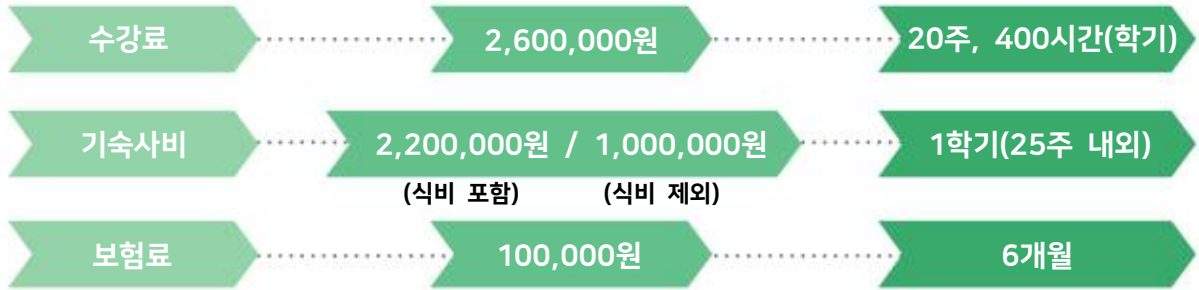 수강료 2,600,000원 20주, 400시간(학기)
기숙사비 2,200,000원 / 1,000,000원 1학기(25주 내외)
(식비 포함) (식비 제외)
보험료 100,000원 6개월